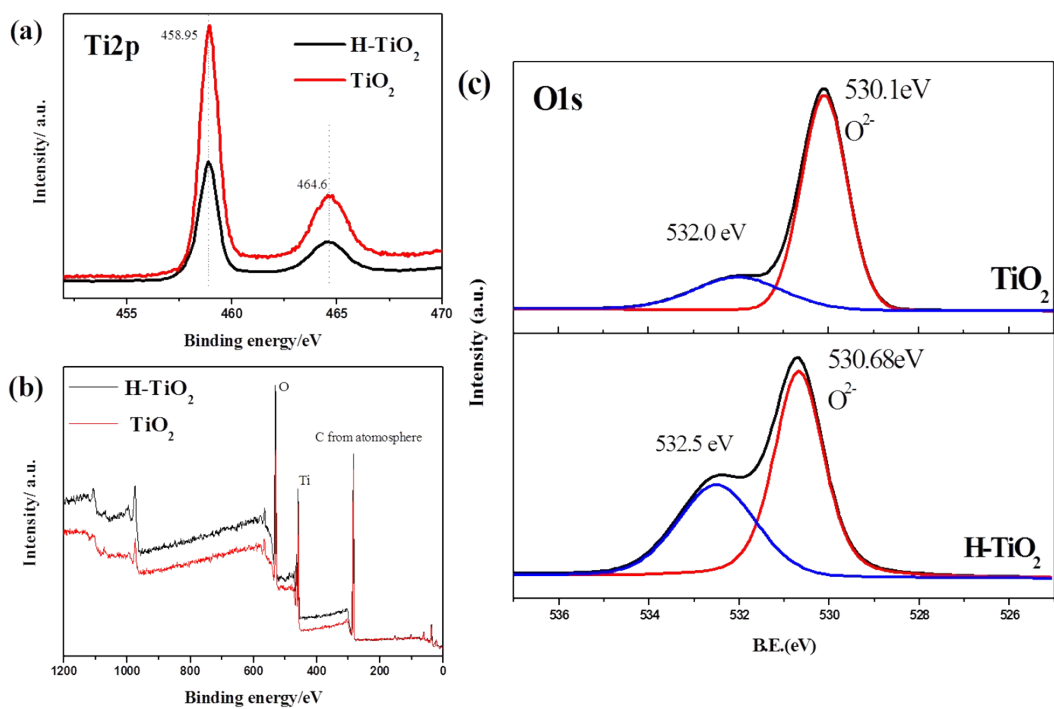 (a)
Ti2p
458.95
H-TiO₂
TiO₂
464.6
Intensity/ a.u.
455
460
465
470
Binding energy/eV
(b)
H-TiO₂
TiO₂
O
C from atomosphere
Ti
Intensity/ a.u.
1200
1000
800
600
400
200
0
Binding energy/eV
(c)
O1s
530.1eV
O²⁻
532.0 eV
TiO₂
Intensity (a.u.)
530.68eV
O²⁻
532.5 eV
H-TiO₂
536
534
532
530
528
526
B.E.(eV)